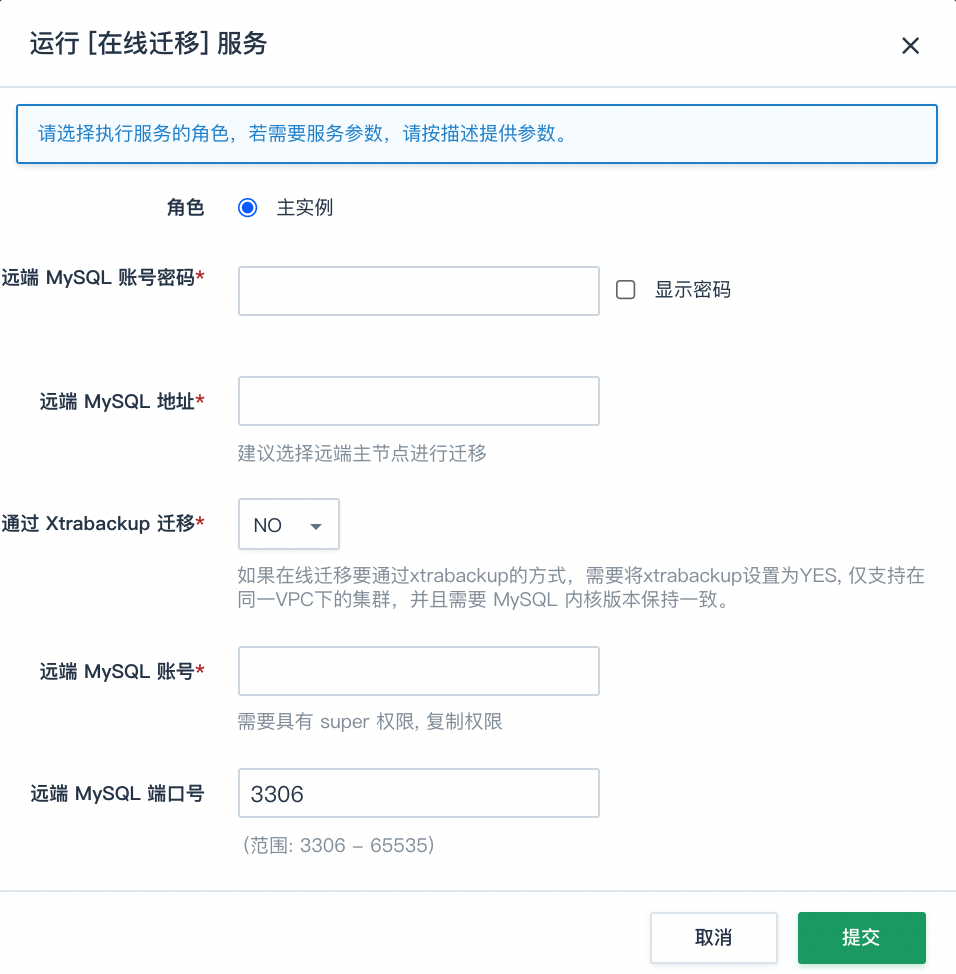 运行 [在线迁移] 服务
请选择执行服务的角色，若需要服务参数，请按描述提供参数。
角色 主实例
远端 MySQL 账号密码* 显示密码
远端 MySQL 地址*
建议选择远端主节点进行迁移
通过 Xtrabackup 迁移* NO
如果在线迁移要通过xtrabackup的方式，需要将xtrabackup设置为YES, 仅支持在
同一VPC下的集群，并且需要 MySQL 内核版本保持一致。
远端 MySQL 账号*
需要具有 super 权限, 复制权限
远端 MySQL 端口号 3306
（范围: 3306 – 65535）
取消 提交